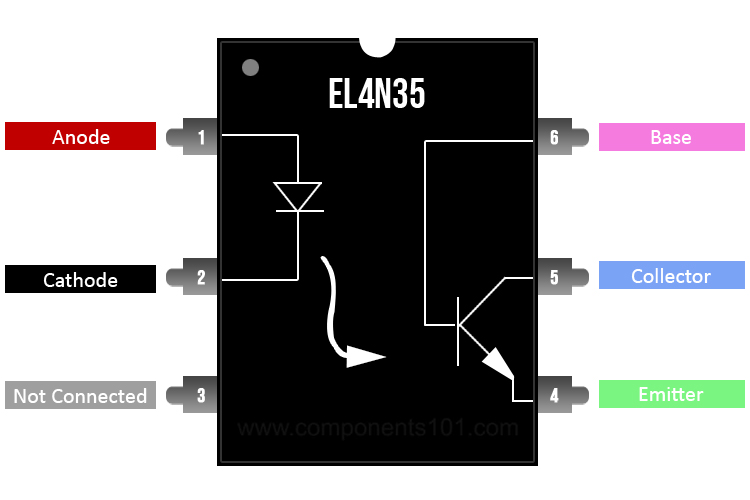 EL4N35
Anode 1
6 Base
Cathode 2
5 Collector
Not Connected 3
4 Emitter
www.components101.com